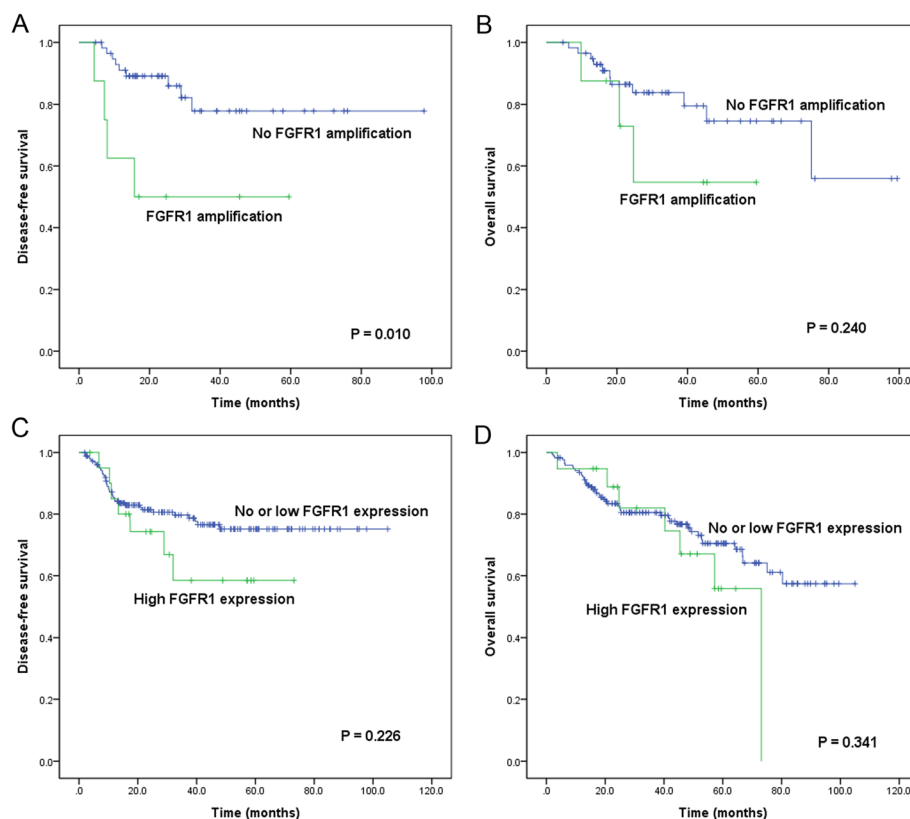 A
Disease-free survival
1.0
0.8
0.6
0.4
0.2
0.0
No FGFR1 amplification
FGFR1 amplification
P = 0.010
.0 20.0 40.0 60.0 80.0 100.0
Time (months)
B
Overall survival
1.0
0.8
0.6
0.4
0.2
0.0
No FGFR1 amplification
FGFR1 amplification
P = 0.240
.0 20.0 40.0 60.0 80.0 100.0
Time (months)
C
Disease-free survival
1.0
0.8
0.6
0.4
0.2
0.0
No or low FGFR1 expression
High FGFR1 expression
P = 0.226
.0 20.0 40.0 60.0 80.0 100.0 120.0
Time (months)
D
Overall survival
1.0
0.8
0.6
0.4
0.2
0.0
No or low FGFR1 expression
High FGFR1 expression
P = 0.341
.0 20.0 40.0 60.0 80.0 100.0 120.0
Time (months)